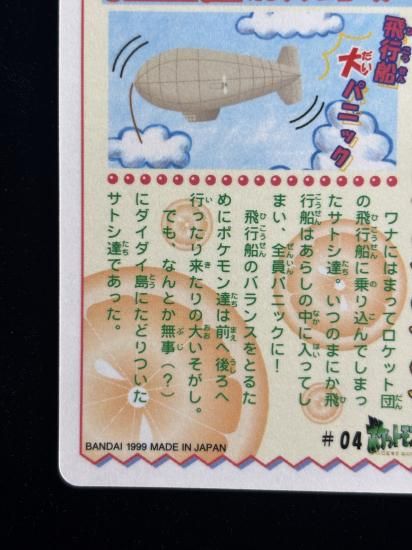 飛行船
大パニック
ワナにはまってロケット団
の飛行船に乗り込んでしまっ
たサトシ達。いつのまにか飛
行船はあらしの中に入ってし
まい、全員パニックに！
飛行船のバランスをとるた
めにポケモン達は前、後ろへ
行ったり来たりの大いそがし。
でも、なんとか無事（？）
にダイダイ島にたどりついた
サトシ達であった。
BANDAI 1999 MADE IN JAPAN
#04